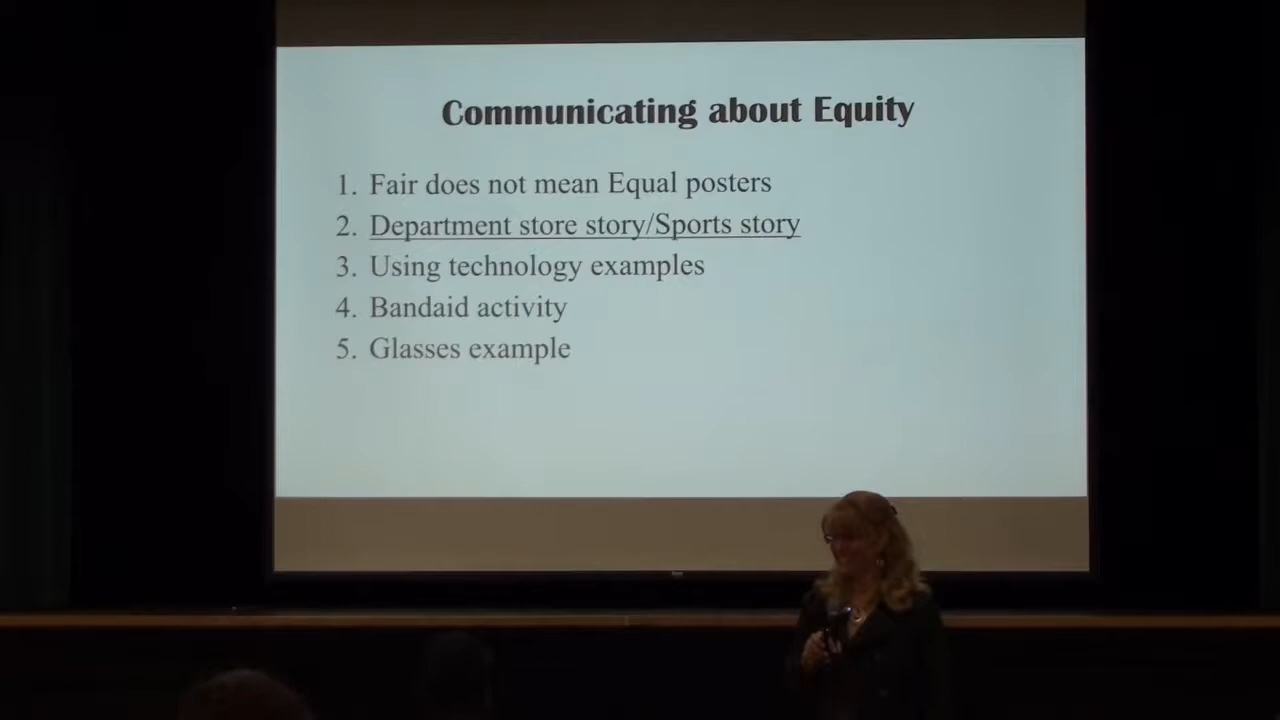 Communicating about Equity
1. Fair does not mean Equal posters
2. Department store story/Sports story
3. Using technology examples
4. Bandaid activity
5. Glasses example